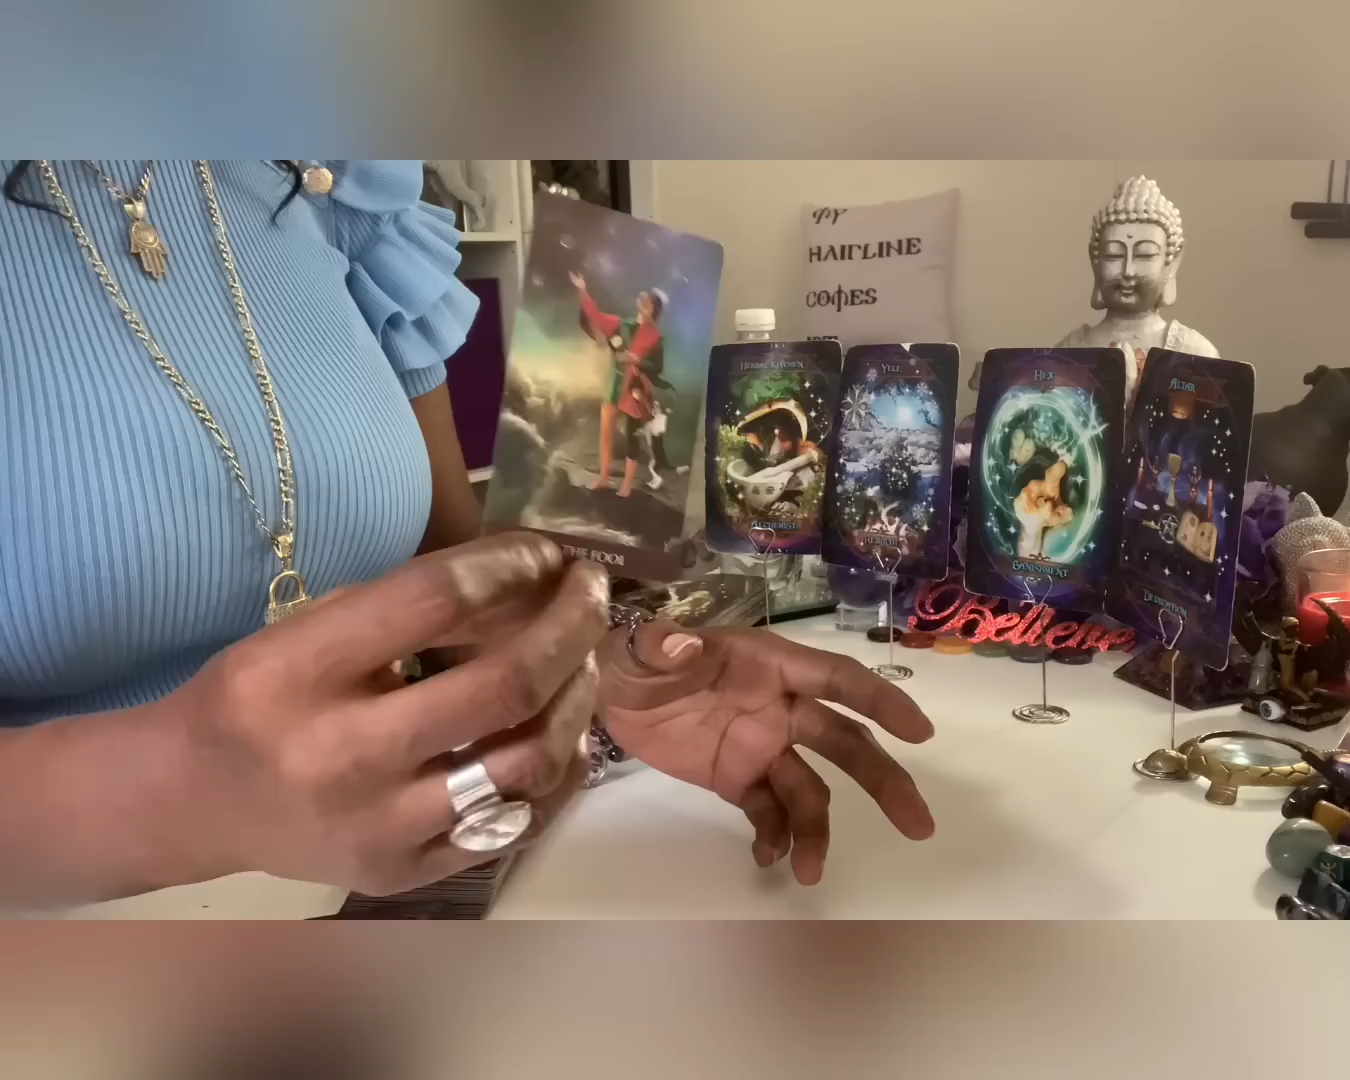 HAIRLINE
COMES
THE FOOL
HERBAL KITCHEN
ALCHEMIST
YULE
REBIRTH
HEX
BANISHMENT
ALTAR
DEDICATION
Believe